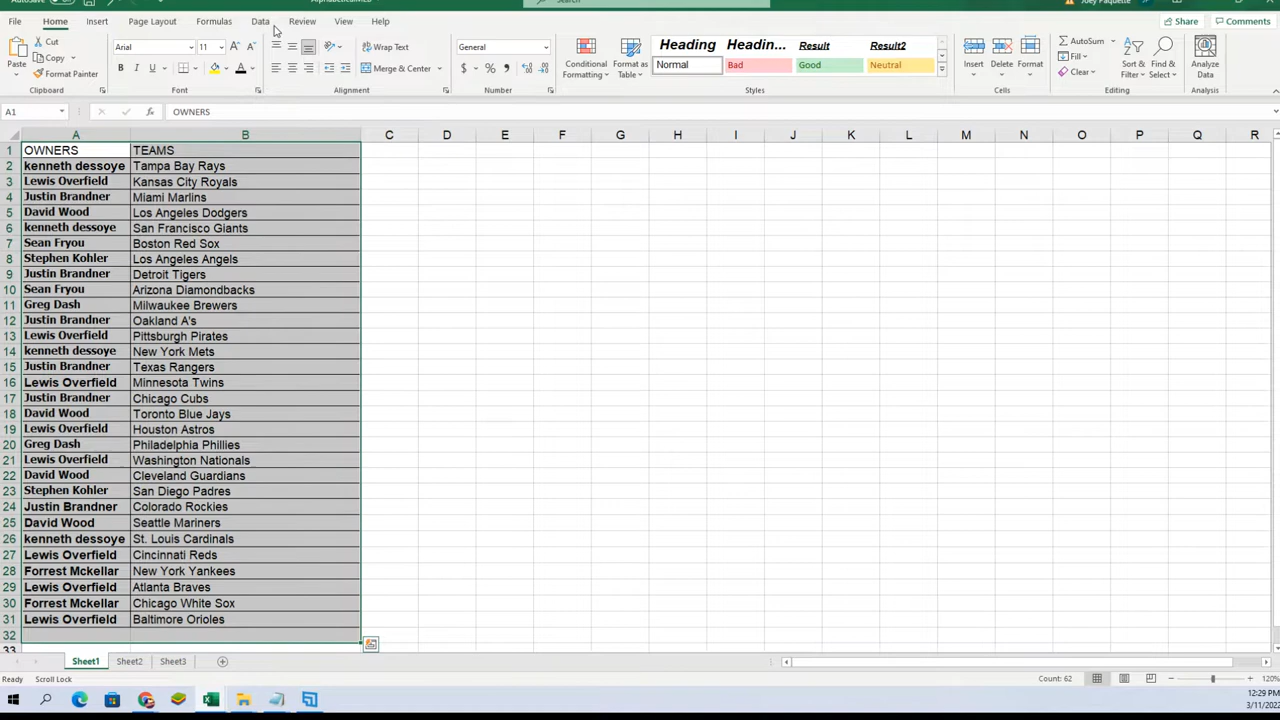 File Home Insert Page Layout Formulas Data Review View Help Share Comments
Cut
Copy
Format Painter
Paste
Clipboard
Arial 11
Font
Wrap Text
Merge & Center
Alignment
General
Number
Conditional Formatting
Format as Table
Heading Headin... Result Result2
Normal Bad Good Neutral
Styles
Insert Delete Format
Cells
AutoSum
Fill
Clear
Sort & Filter
Find & Select
Editing
Analyze Data
Analysis
A1 OWNERS
A B C D E F G H I J K L M N O P Q R
1 OWNERS TEAMS
2 kenneth dessoye Tampa Bay Rays
3 Lewis Overfield Kansas City Royals
4 Justin Brandner Miami Marlins
5 David Wood Los Angeles Dodgers
6 kenneth dessoye San Francisco Giants
7 Sean Fryou Boston Red Sox
8 Stephen Kohler Los Angeles Angels
9 Justin Brandner Detroit Tigers
10 Sean Fryou Arizona Diamondbacks
11 Greg Dash Milwaukee Brewers
12 Justin Brandner Oakland A's
13 Lewis Overfield Pittsburgh Pirates
14 kenneth dessoye New York Mets
15 Justin Brandner Texas Rangers
16 Lewis Overfield Minnesota Twins
17 Justin Brandner Chicago Cubs
18 David Wood Toronto Blue Jays
19 Lewis Overfield Houston Astros
20 Greg Dash Philadelphia Phillies
21 Lewis Overfield Washington Nationals
22 David Wood Cleveland Guardians
23 Stephen Kohler San Diego Padres
24 Justin Brandner Colorado Rockies
25 David Wood Seattle Mariners
26 kenneth dessoye St. Louis Cardinals
27 Lewis Overfield Cincinnati Reds
28 Forrest Mckellar New York Yankees
29 Lewis Overfield Atlanta Braves
30 Forrest Mckellar Chicago White Sox
31 Lewis Overfield Baltimore Orioles
32
33
Sheet1 Sheet2 Sheet3
Ready Scroll Lock Count: 62 120%
12:29 PM